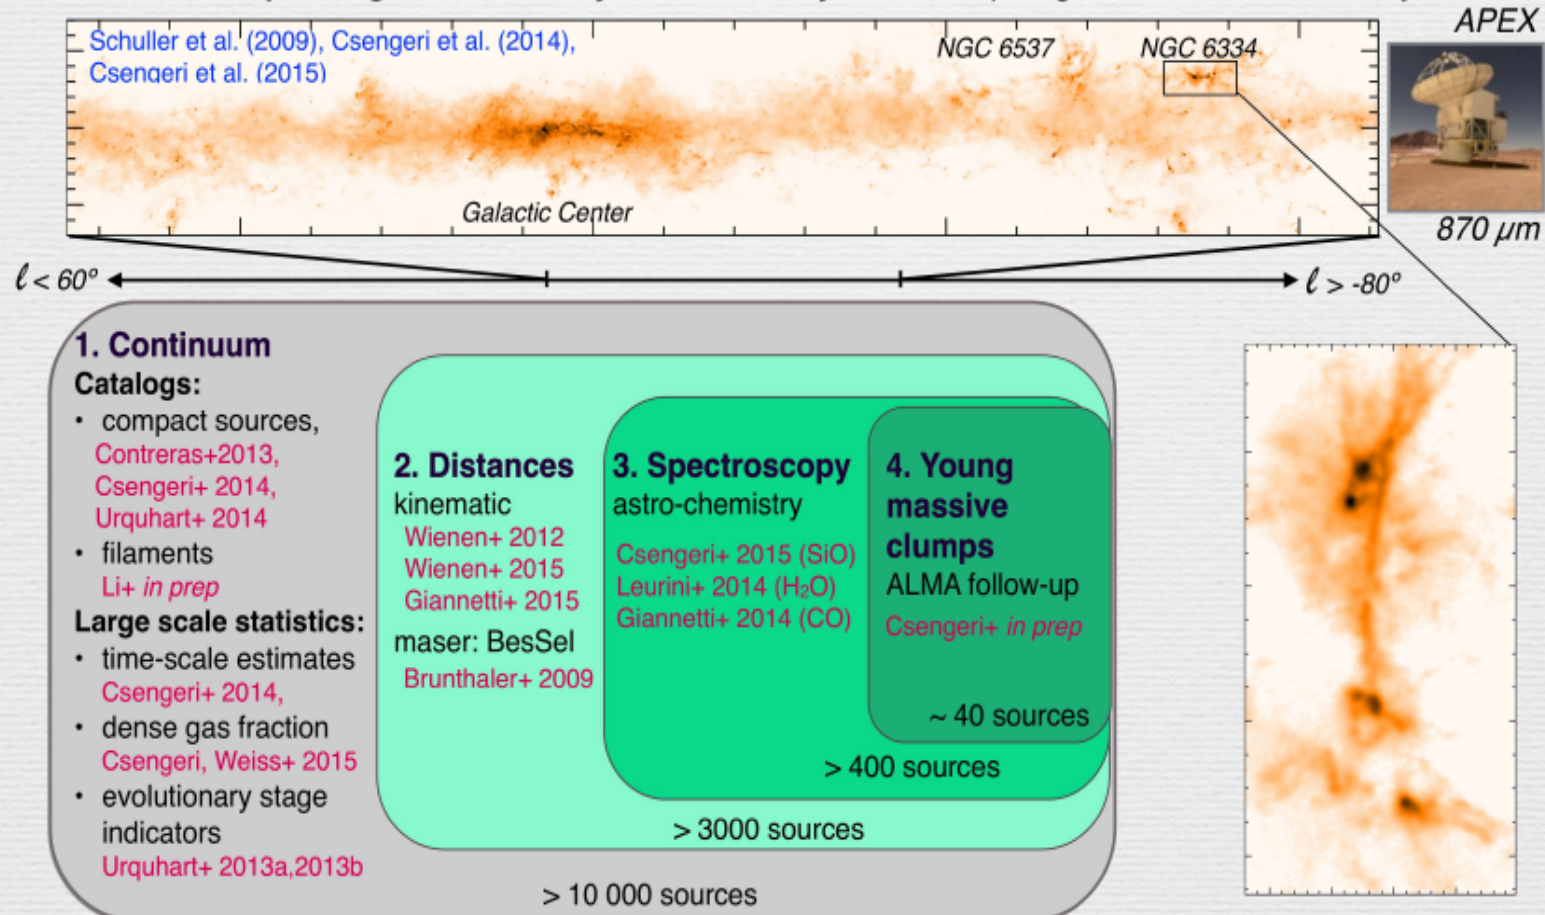 Schuller et al. (2009), Csengeri et al. (2014),
Csengeri et al. (2015)
NGC 6537
NGC 6334
APEX
Galactic Center
870 µm
ℓ < 60º
ℓ > -80º
1. Continuum
Catalogs:
• compact sources,
Contreras+2013,
Csengeri+ 2014,
Urquhart+ 2014
• filaments
Li+ in prep
Large scale statistics:
• time-scale estimates
Csengeri+ 2014,
• dense gas fraction
Csengeri, Weiss+ 2015
• evolutionary stage
indicators
Urquhart+ 2013a,2013b
> 10 000 sources
2. Distances
kinematic
Wienen+ 2012
Wienen+ 2015
Giannetti+ 2015
maser: BesSel
Brunthaler+ 2009
> 3000 sources
3. Spectroscopy
astro-chemistry
Csengeri+ 2015 (SiO)
Leurini+ 2014 (H₂O)
Giannetti+ 2014 (CO)
> 400 sources
4. Young
massive
clumps
ALMA follow-up
Csengeri+ in prep
~ 40 sources